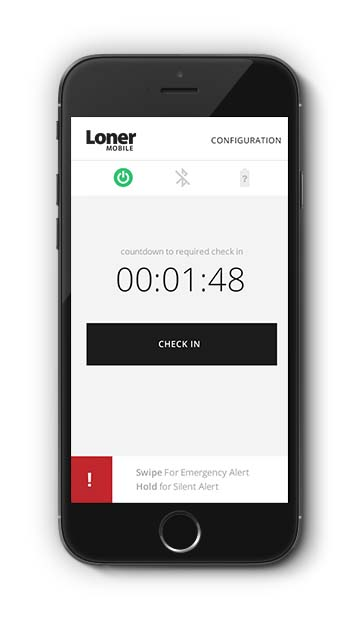 Loner
MOBILE
CONFIGURATION
?
countdown to required check in
00:01:48
CHECK IN
!
Swipe For Emergency Alert
Hold for Silent Alert